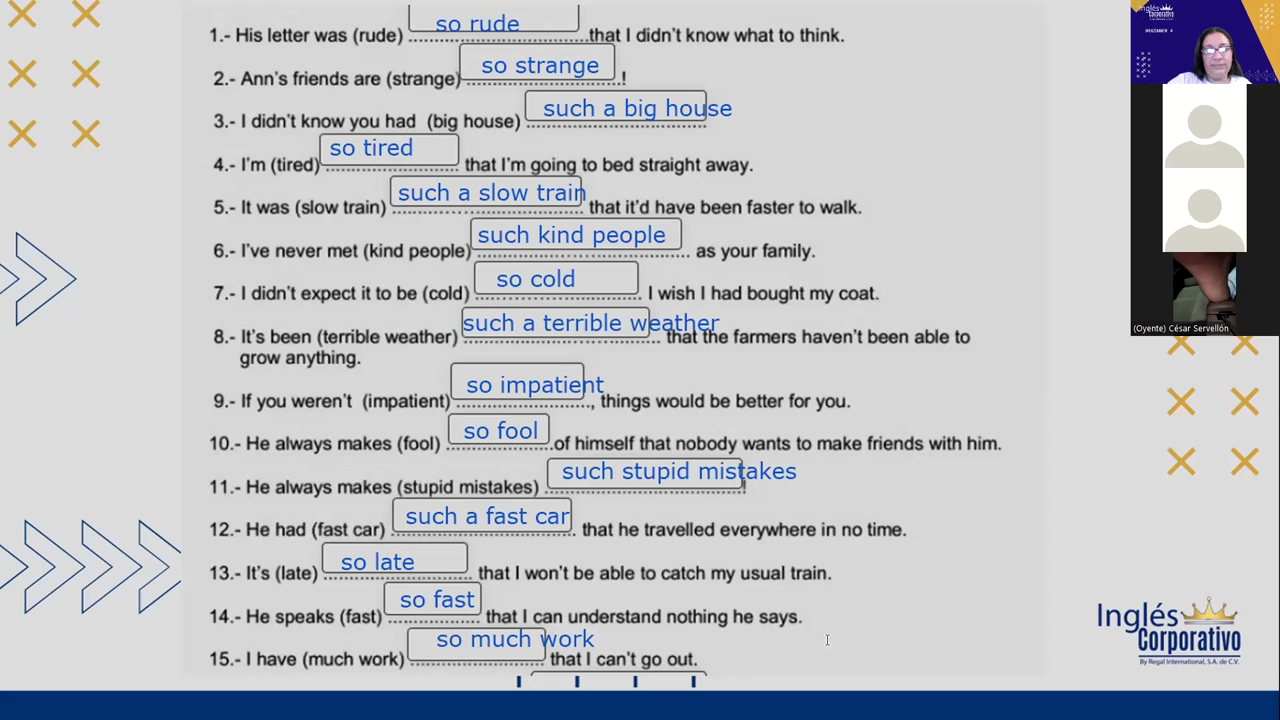 1.- His letter was (rude) so rude that I didn't know what to think.
2.- Ann's friends are (strange) so strange !
3.- I didn't know you had (big house) such a big house
4.- I'm (tired) so tired that I'm going to bed straight away.
5.- It was (slow train) such a slow train that it'd have been faster to walk.
6.- I've never met (kind people) such kind people as your family.
7.- I didn't expect it to be (cold) so cold . I wish I had bought my coat.
8.- It's been (terrible weather) such a terrible weather that the farmers haven't been able to
grow anything.
9.- If you weren't (impatient) so impatient , things would be better for you.
10.- He always makes (fool) so fool of himself that nobody wants to make friends with him.
11.- He always makes (stupid mistakes) such stupid mistakes !
12.- He had (fast car) such a fast car that he travelled everywhere in no time.
13.- It's (late) so late that I won't be able to catch my usual train.
14.- He speaks (fast) so fast that I can understand nothing he says.
15.- I have (much work) so much work that I can't go out.
Inglés
Corporativo
BEGINNER 4
(Oyente) César Servellón
Inglés
Corporativo
By Regal International, S.A. de C.V.